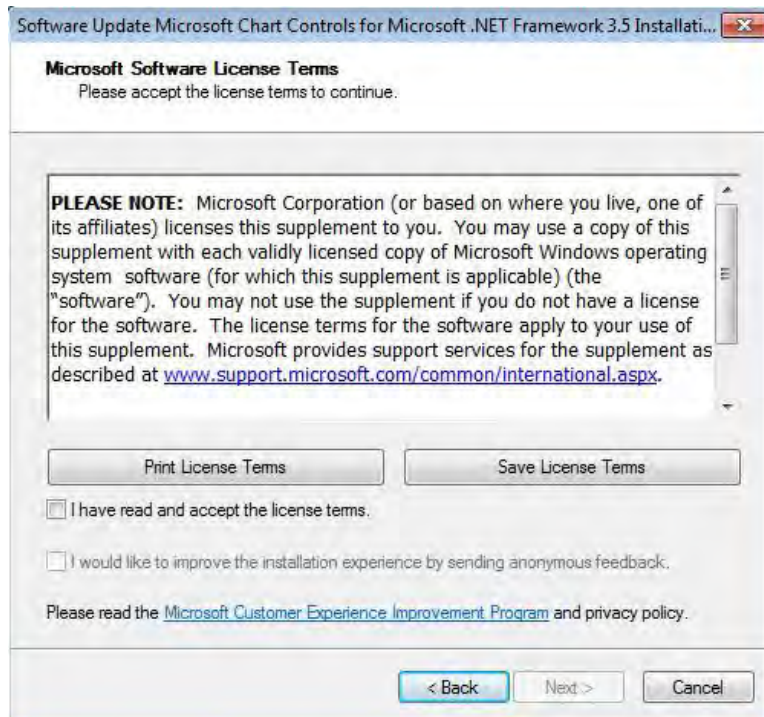 Software Update Microsoft Chart Controls for Microsoft .NET Framework 3.5 Installati...
Microsoft Software License Terms
Please accept the license terms to continue.
PLEASE NOTE: Microsoft Corporation (or based on where you live, one of
its affiliates) licenses this supplement to you. You may use a copy of this
supplement with each validly licensed copy of Microsoft Windows operating
system software (for which this supplement is applicable) (the
“software”). You may not use the supplement if you do not have a license
for the software. The license terms for the software apply to your use of
this supplement. Microsoft provides support services for the supplement as
described at www.support.microsoft.com/common/international.aspx.
Print License Terms
Save License Terms
I have read and accept the license terms.
I would like to improve the installation experience by sending anonymous feedback.
Please read the Microsoft Customer Experience Improvement Program and privacy policy.
< Back
Next >
Cancel